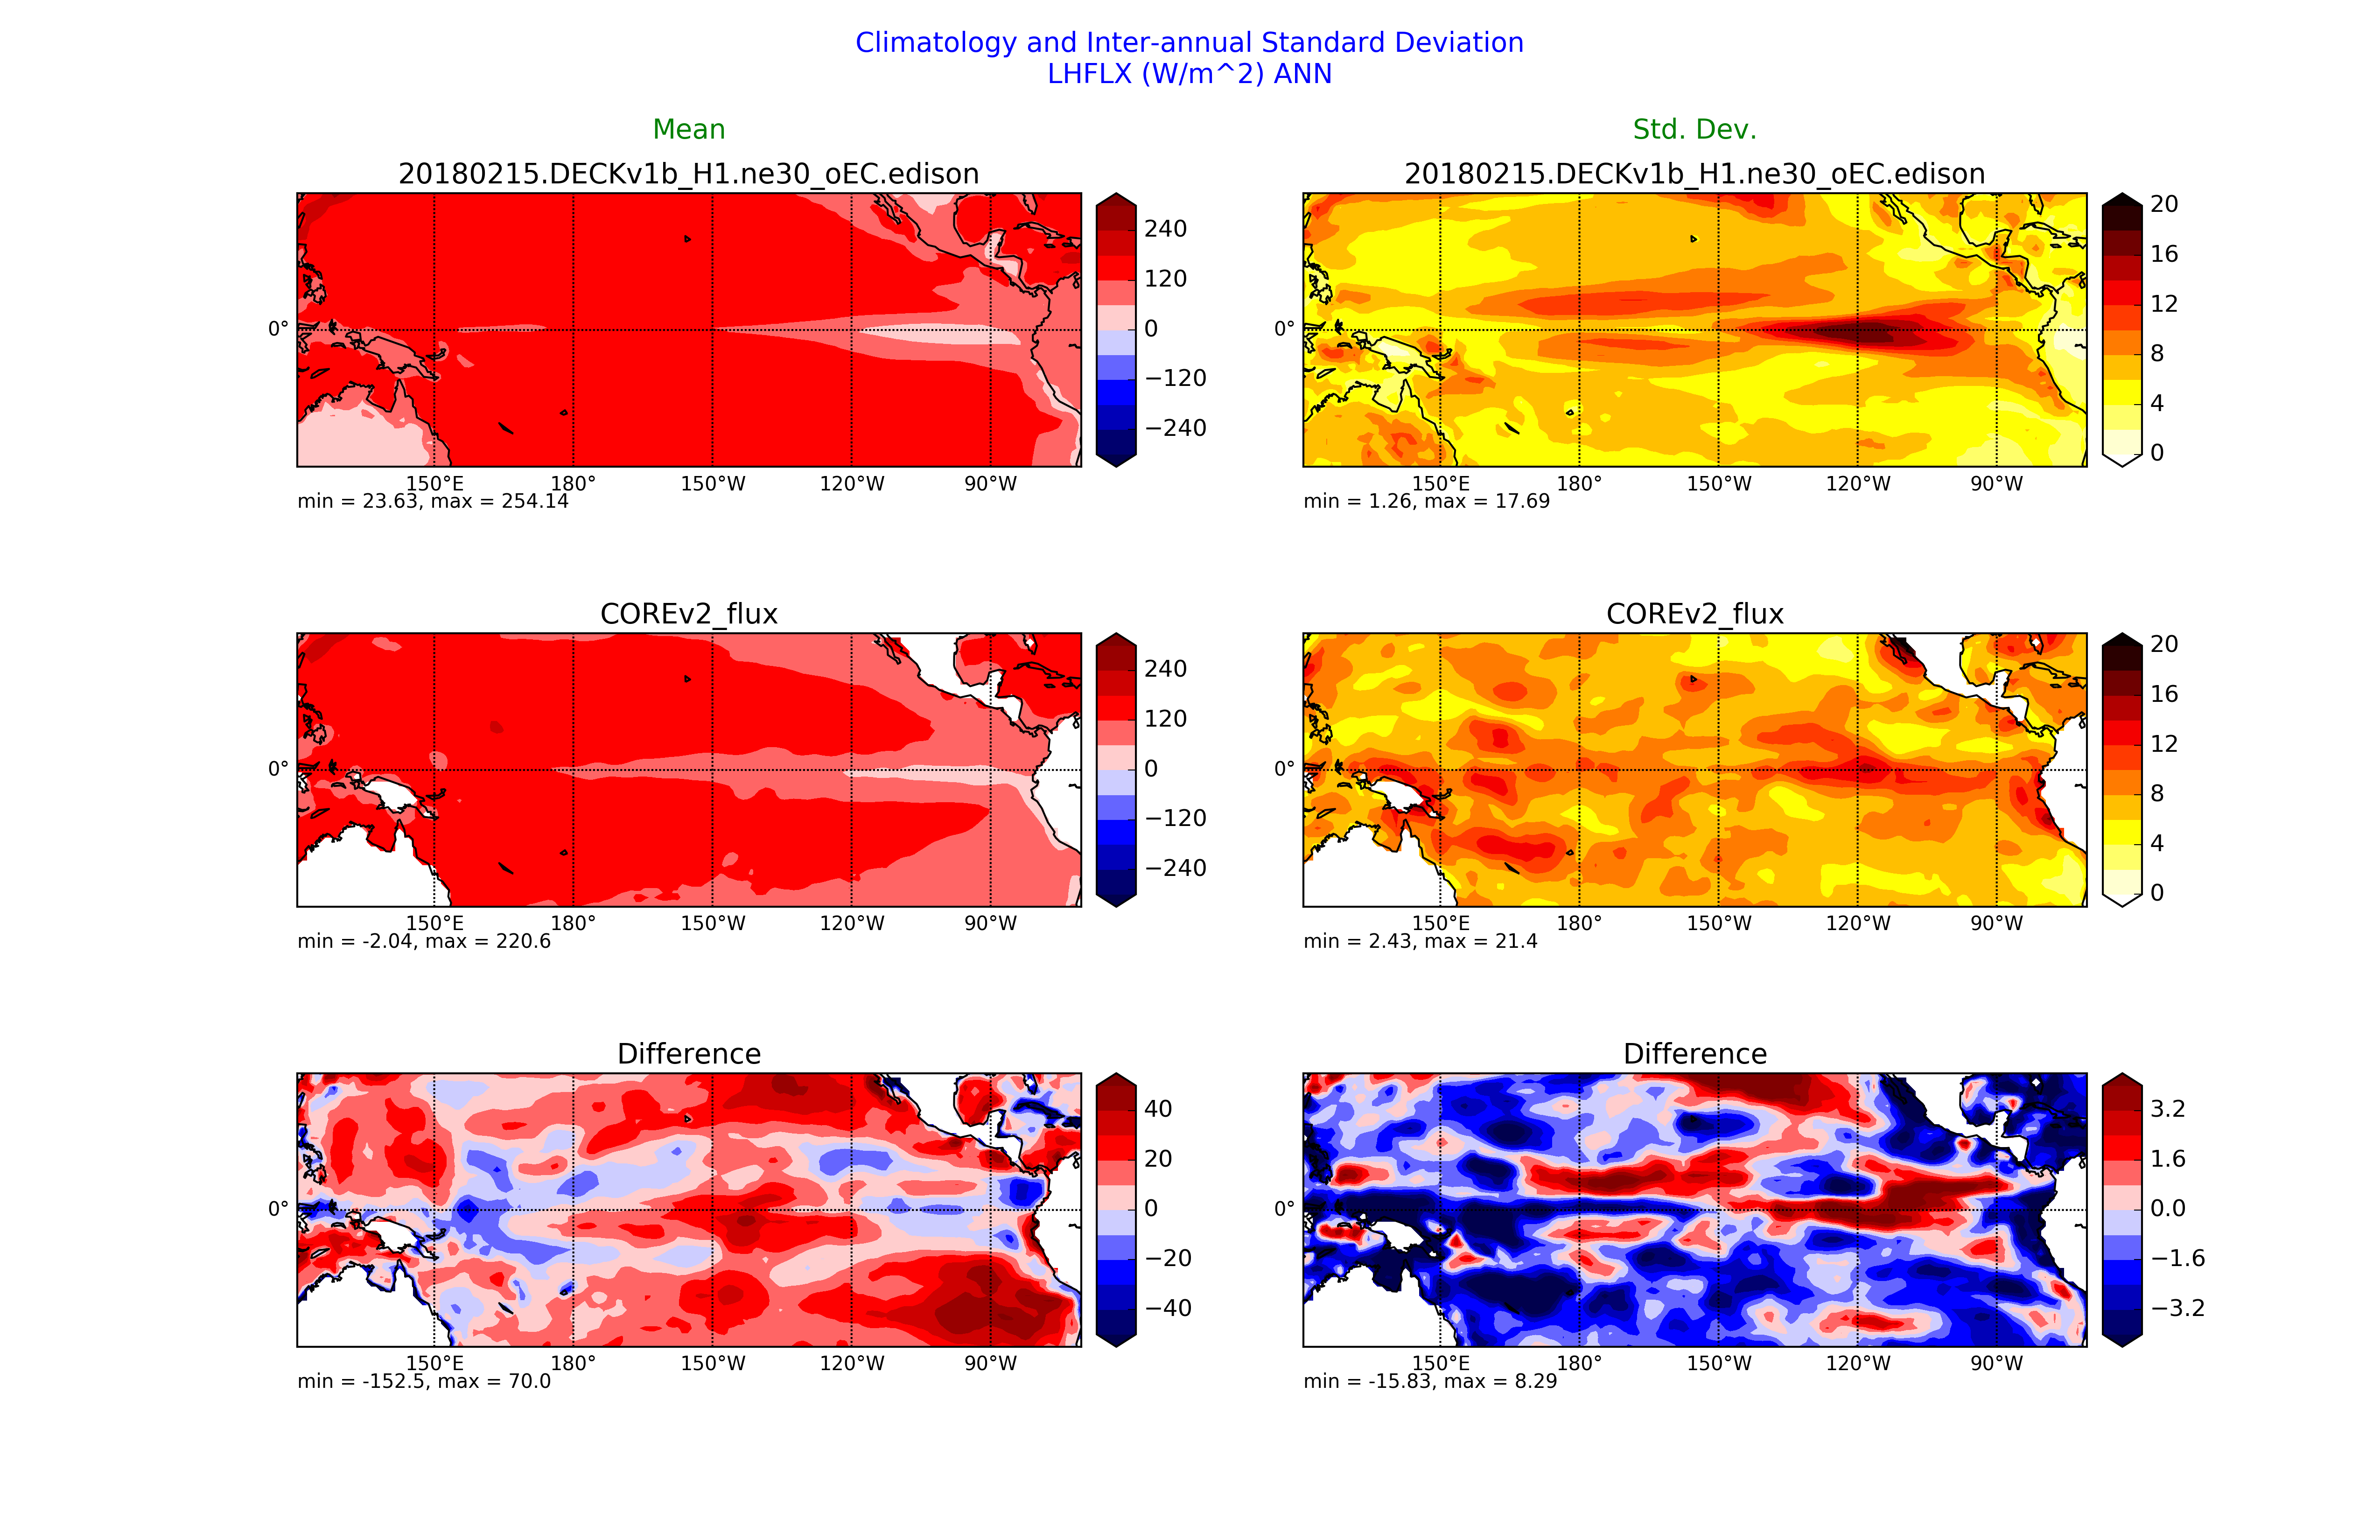 Climatology and Inter-annual Standard Deviation
LHFLX (W/m^2) ANN
Mean
Std. Dev.
20180215.DECKv1b_H1.ne30_oEC.edison
240
120
0
−120
−240
0°
150°E 180° 150°W 120°W 90°W
min = 23.63, max = 254.14
20180215.DECKv1b_H1.ne30_oEC.edison
20
16
12
8
4
0
0°
150°E 180° 150°W 120°W 90°W
min = 1.26, max = 17.69
COREv2_flux
240
120
0
−120
−240
0°
150°E 180° 150°W 120°W 90°W
min = -2.04, max = 220.6
COREv2_flux
20
16
12
8
4
0
0°
150°E 180° 150°W 120°W 90°W
min = 2.43, max = 21.4
Difference
40
20
0
−20
−40
0°
150°E 180° 150°W 120°W 90°W
min = -152.5, max = 70.0
Difference
3.2
1.6
0.0
−1.6
−3.2
0°
150°E 180° 150°W 120°W 90°W
min = -15.83, max = 8.29